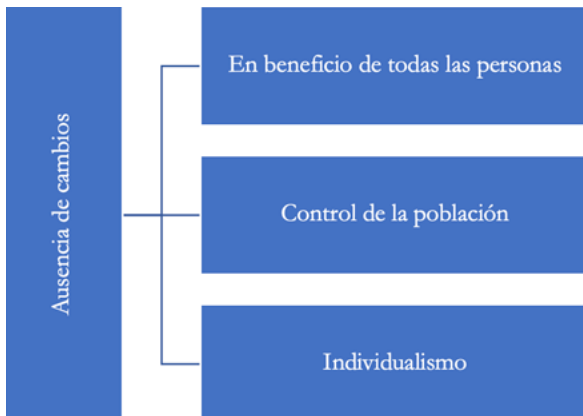 Ausencia de cambios
En beneficio de todas las personas
Control de la población
Individualismo